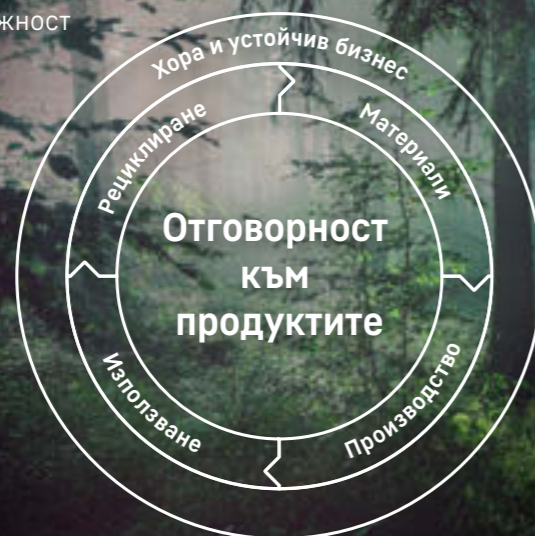 жност
Хора и устойчив бизнес
Рециклиране
Материали
Отговорност
към
продуктите
Използване
Производство